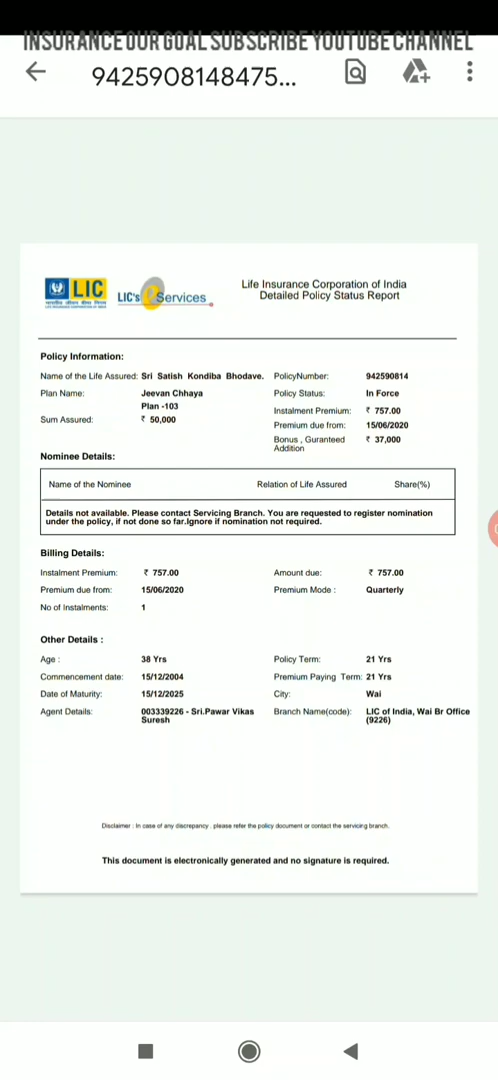 INSURANCE OUR GOAL SUBSCRIBE YOUTUBE CHANNEL
9425908148475...
LIC
LIC's e Services
Life Insurance Corporation of India
Detailed Policy Status Report
Policy Information:
Name of the Life Assured: Sri Satish Kondiba Bhodave. PolicyNumber: 942590814
Plan Name: Jeevan Chhaya Plan -103 Policy Status: In Force
Instalment Premium: ₹ 757.00
Sum Assured: ₹ 50,000 Premium due from: 15/06/2020
Bonus , Guranteed Addition ₹ 37,000
Nominee Details:
Name of the Nominee Relation of Life Assured Share(%)
Details not available. Please contact Servicing Branch. You are requested to register nomination
under the policy, if not done so far.Ignore if nomination not required.
Billing Details:
Instalment Premium: ₹ 757.00 Amount due: ₹ 757.00
Premium due from: 15/06/2020 Premium Mode : Quarterly
No of Instalments: 1
Other Details :
Age : 38 Yrs Policy Term: 21 Yrs
Commencement date: 15/12/2004 Premium Paying Term: 21 Yrs
Date of Maturity: 15/12/2025 City: Wai
Agent Details: 003339226 - Sri.Pawar Vikas Suresh Branch Name(code): LIC of India, Wai Br Office (9226)
Disclaimer : In case of any discrepancy , please refer the policy document or contact the servicing branch.
This document is electronically generated and no signature is required.